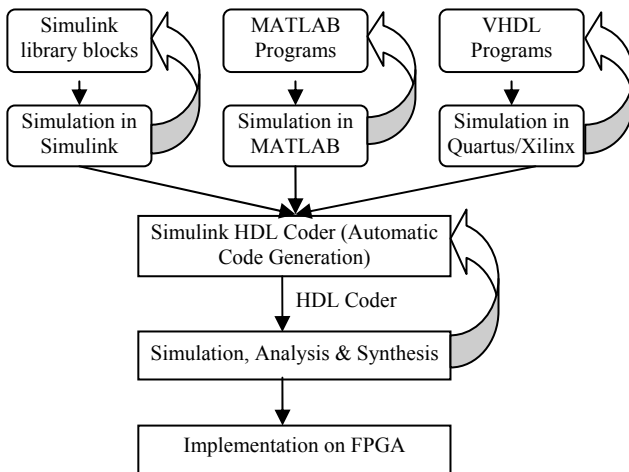 Simulink
library blocks
MATLAB
Programs
VHDL
Programs
Simulation in
Simulink
Simulation in
MATLAB
Simulation in
Quartus/Xilinx
Simulink HDL Coder (Automatic
Code Generation)
HDL Coder
Simulation, Analysis & Synthesis
Implementation on FPGA